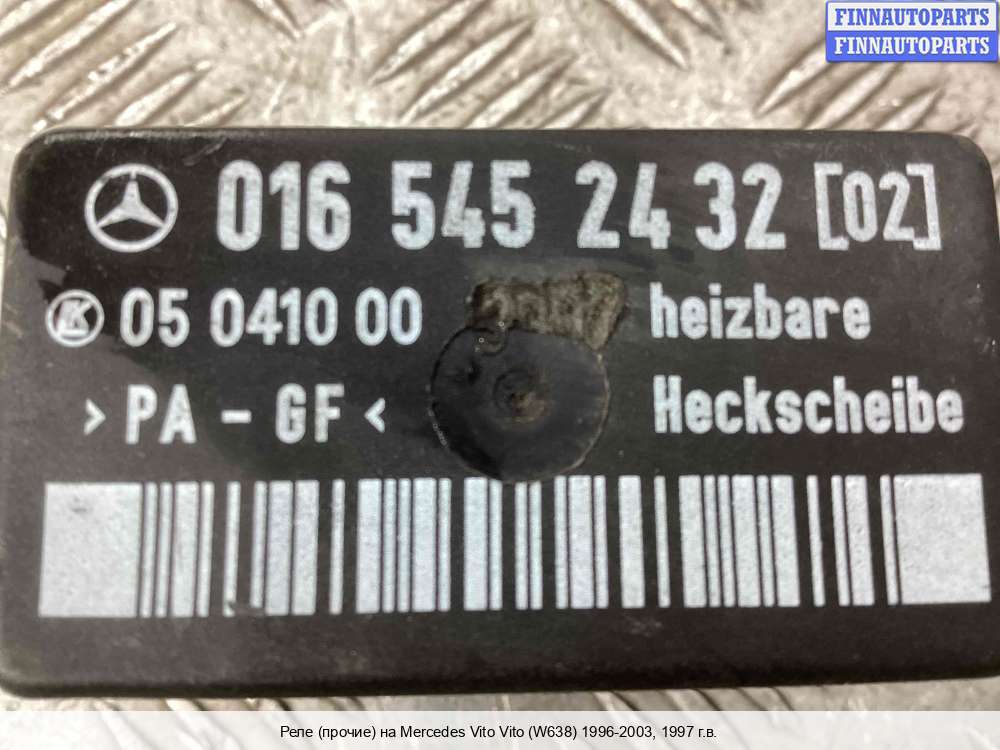 FINNAUTOPARTS
FINNAUTOPARTS
016 545 24 32 [02]
05 0410 00 heizbare
> PA - GF < Heckscheibe
Реле (прочие) на Mercedes Vito Vito (W638) 1996-2003, 1997 г.в.